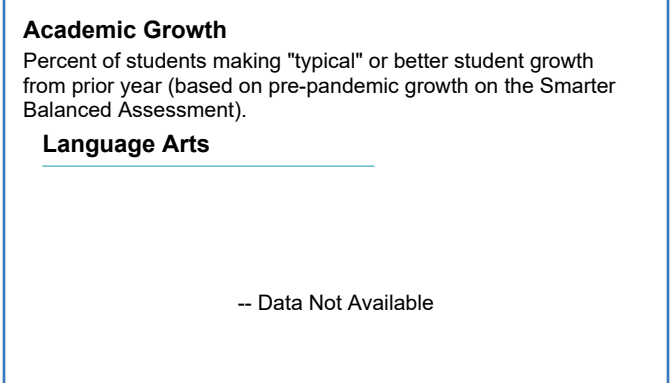 Academic Growth
Percent of students making "typical" or better student growth
from prior year (based on pre-pandemic growth on the Smarter
Balanced Assessment).
Language Arts
-- Data Not Available